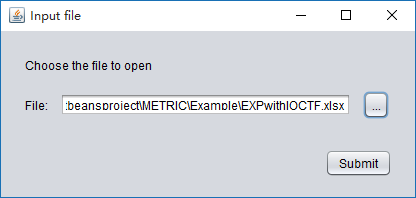 Input file
Choose the file to open
File: :beansproject\METRIC\Example\EXPwithIOCTF.xlsx ...
Submit